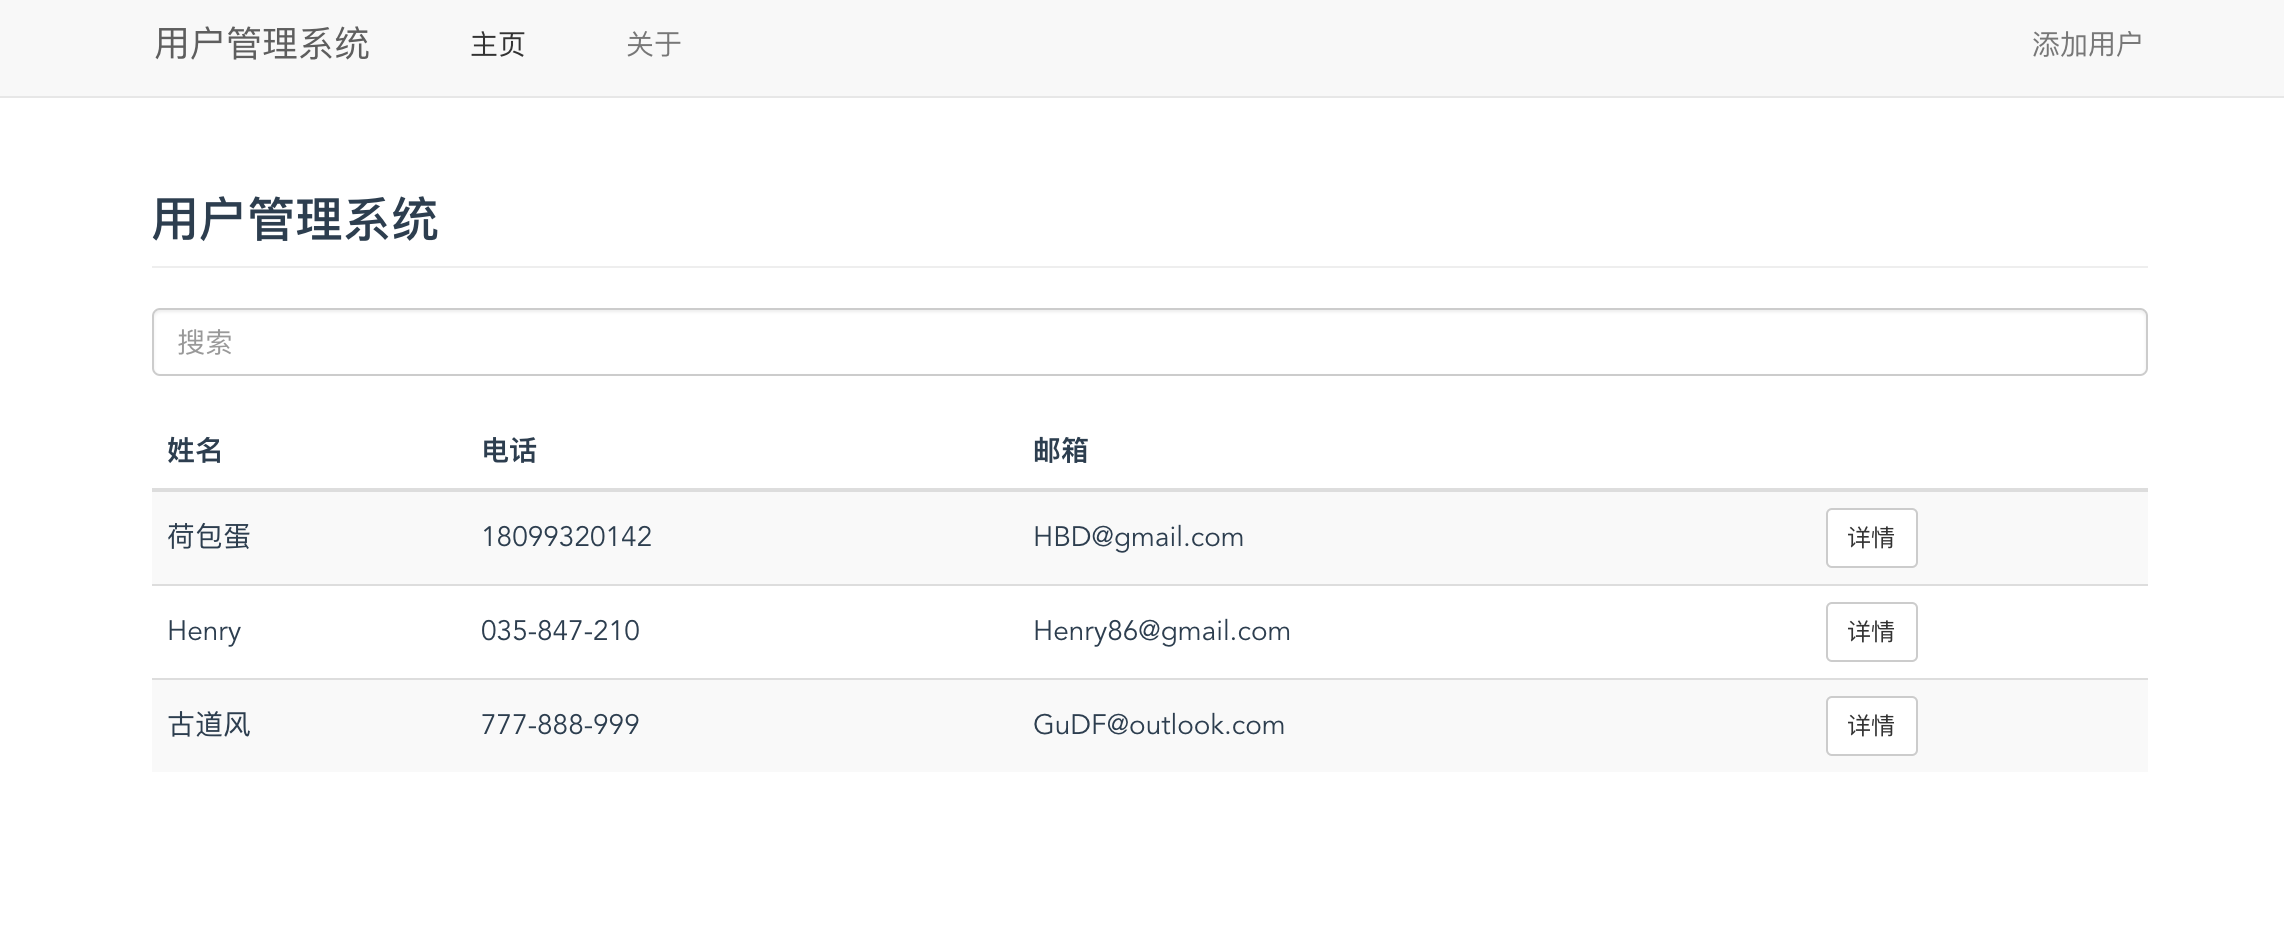 用户管理系统 主页 关于 添加用户
用户管理系统
搜索
姓名 电话 邮箱
荷包蛋 18099320142 HBD@gmail.com 详情
Henry 035-847-210 Henry86@gmail.com 详情
古道风 777-888-999 GuDF@outlook.com 详情